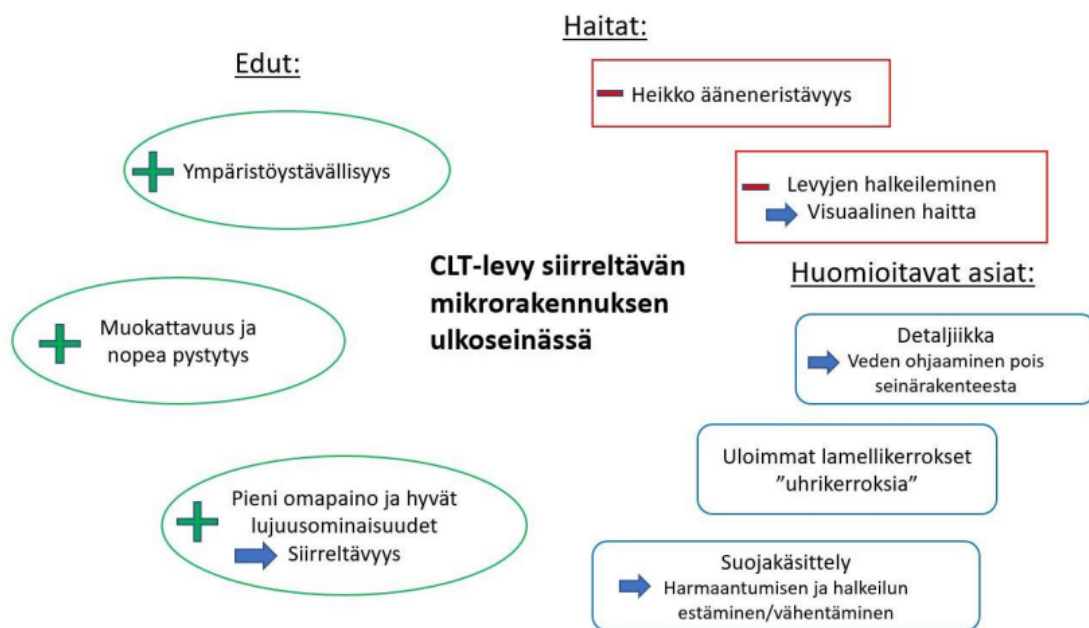 Edut:
Ympäristöystävällisyys
Muokattavuus ja
nopea pystytys
Pieni omapaino ja hyvät
lujuusominaisuudet
Siirreltävyys
CLT-levy siirreltävän
mikrorakennuksen
ulkoseinässä
Haitat:
Heikko ääneneristävyys
Levyjen halkeileminen
Visuaalinen haitta
Huomioitavat asiat:
Detaljiikka
Veden ohjaaminen pois
seinärakenteesta
Uloimmat lamellikerrokset
”uhrikerroksia”
Suojakäsittely
Harmaantumisen ja halkeilun
estäminen/vähentäminen